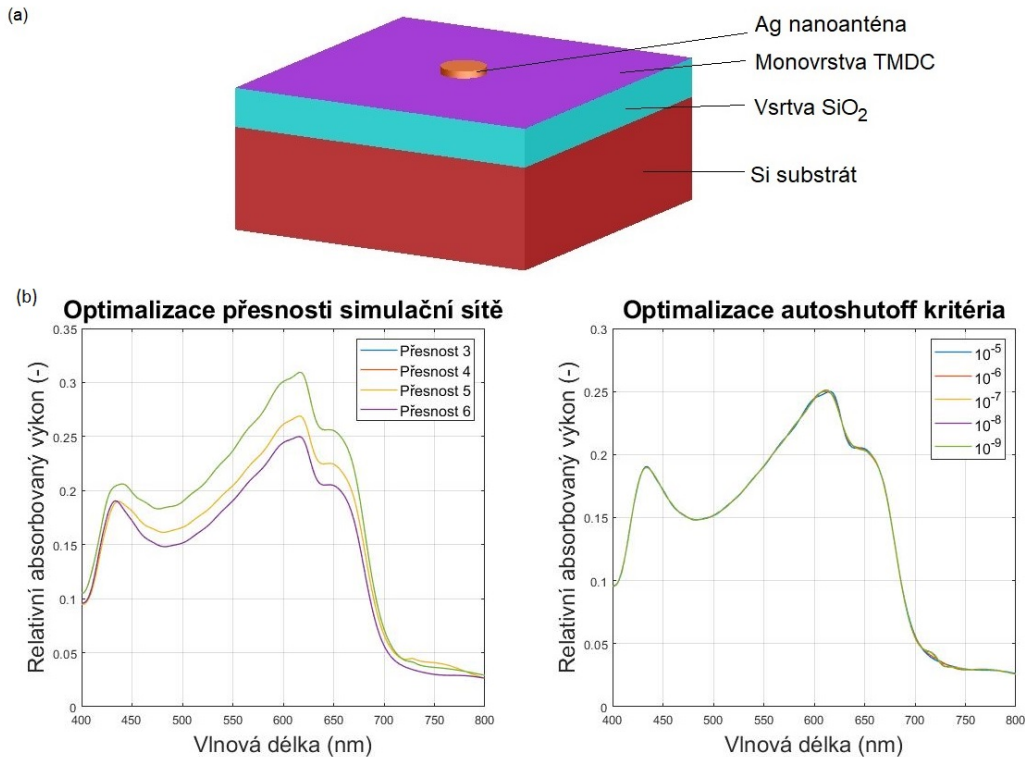 (a)
Ag nanoanténa
Monovrstva TMDC
Vsrtva SiO₂
Si substrát
(b)
Optimalizace přesnosti simulační sítě
Relativní absorbovaný výkon (-)
0.35
0.3
0.25
0.2
0.15
0.1
0.05
0
Přesnost 3
Přesnost 4
Přesnost 5
Přesnost 6
400 450 500 550 600 650 700 750 800
Vlnová délka (nm)
Optimalizace autoshutoff kritéria
Relativní absorbovaný výkon (-)
0.3
0.25
0.2
0.15
0.1
0.05
0
10⁻⁵
10⁻⁶
10⁻⁷
10⁻⁸
10⁻⁹
400 450 500 550 600 650 700 750 800
Vlnová délka (nm)